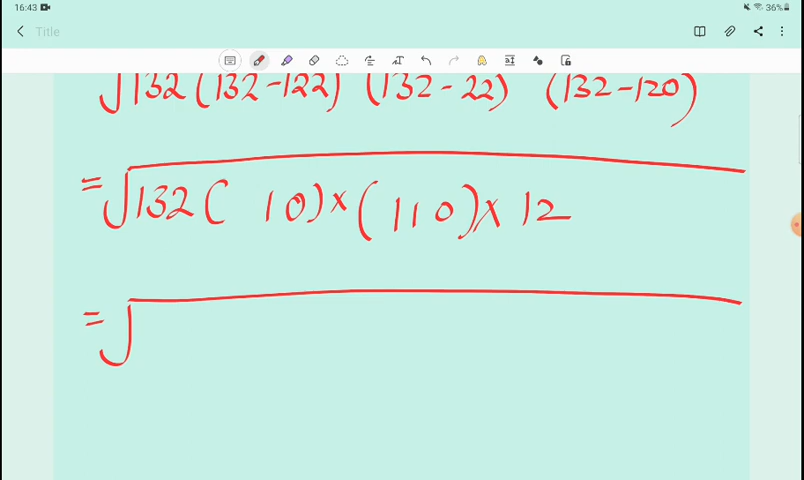 16:43 36%
Title
√132 (132-122) (132-22) (132-120)
= √132 ( 10) × ( 110) × 12
= √